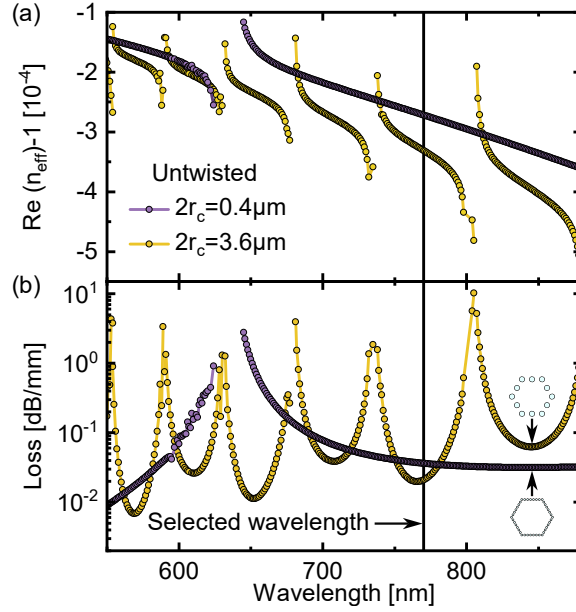 (a)
-1
-2
-3
-4
-5
Re (n_eff)-1 [10^-4]
Untwisted
2r_c=0.4µm
2r_c=3.6µm
(b)
10^1
10^0
10^-1
10^-2
Loss [dB/mm]
Selected wavelength
600 700 800
Wavelength [nm]